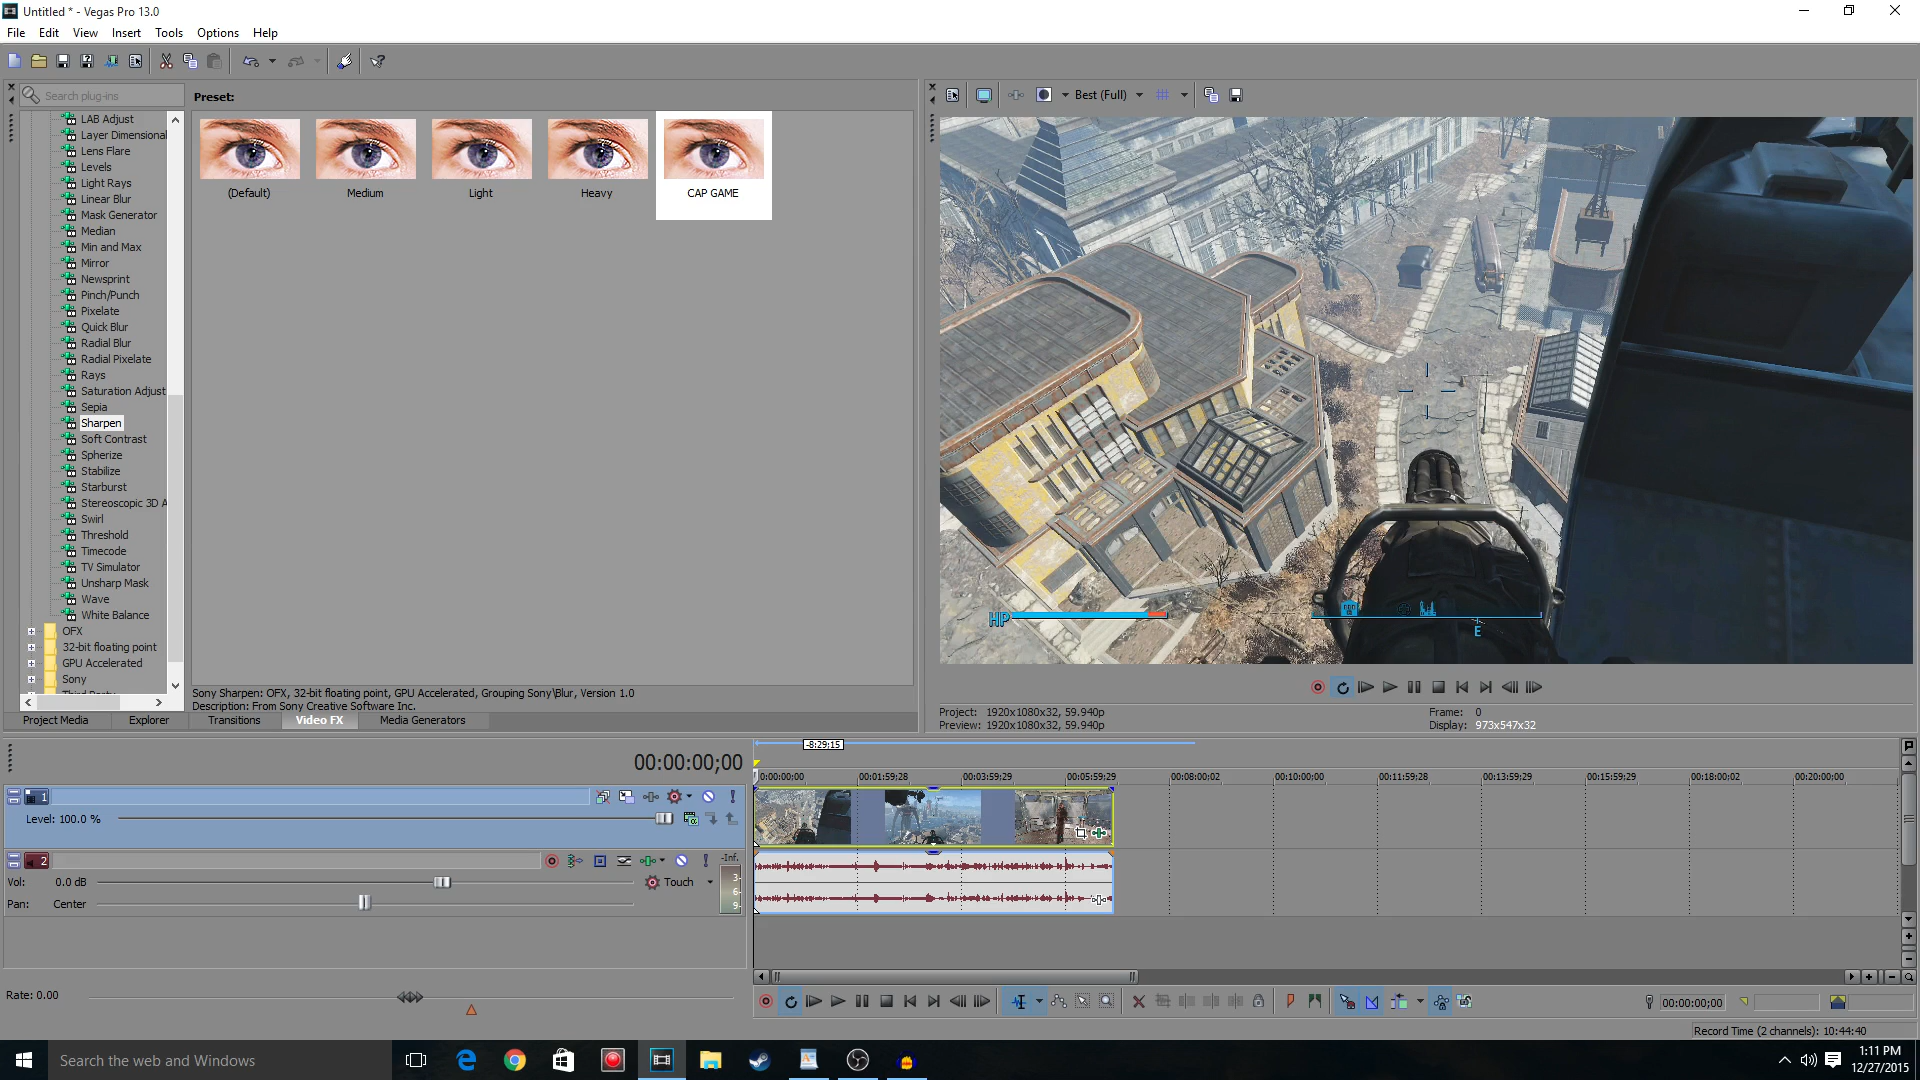 Untitled * - Vegas Pro 13.0
File Edit View Insert Tools Options Help
Search plug-ins
LAB Adjust
Layer Dimensional
Lens Flare
Levels
Light Rays
Linear Blur
Mask Generator
Median
Min and Max
Mirror
Newsprint
Pinch/Punch
Pixelate
Quick Blur
Radial Blur
Radial Pixelate
Rays
Saturation Adjust
Sepia
Sharpen
Soft Contrast
Spherize
Stabilize
Starburst
Stereoscopic 3D A
Swirl
Threshold
Timecode
TV Simulator
Unsharp Mask
Wave
White Balance
OFX
32-bit floating point
GPU Accelerated
Sony
Preset:
(Default) Medium Light Heavy CAP GAME
Sony Sharpen: OFX, 32-bit floating point, GPU Accelerated, Grouping Sony\Blur, Version 1.0
Description: From Sony Creative Software Inc.
Project Media Explorer Transitions Video FX Media Generators
Best (Full)
HP
E
Project: 1920x1080x32, 59.940p
Preview: 1920x1080x32, 59.940p
Frame: 0
Display: 973x547x32
00:00:00;00
-8:29;15
0:00:00:00 00:01:59:28 00:03:59:29 00:05:59:29 00:08:00:02 00:10:00:00 00:11:59:28 00:13:59:29 00:15:59:29 00:18:00:02 00:20:00:00
1
Level: 100.0 %
2
-Inf.
Vol: 0.0 dB
Touch
Pan: Center
3-
6-
9-
Rate: 0.00
00:00:00;00
Record Time (2 channels): 10:44:40
Search the web and Windows
1:11 PM
12/27/2015